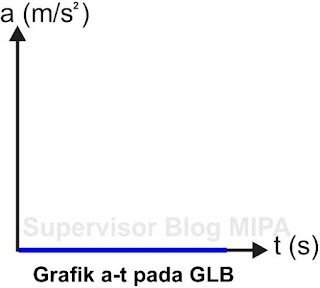 a (m/s²)
Supervisor Blog MIPA
t (s)
Grafik a-t pada GLB